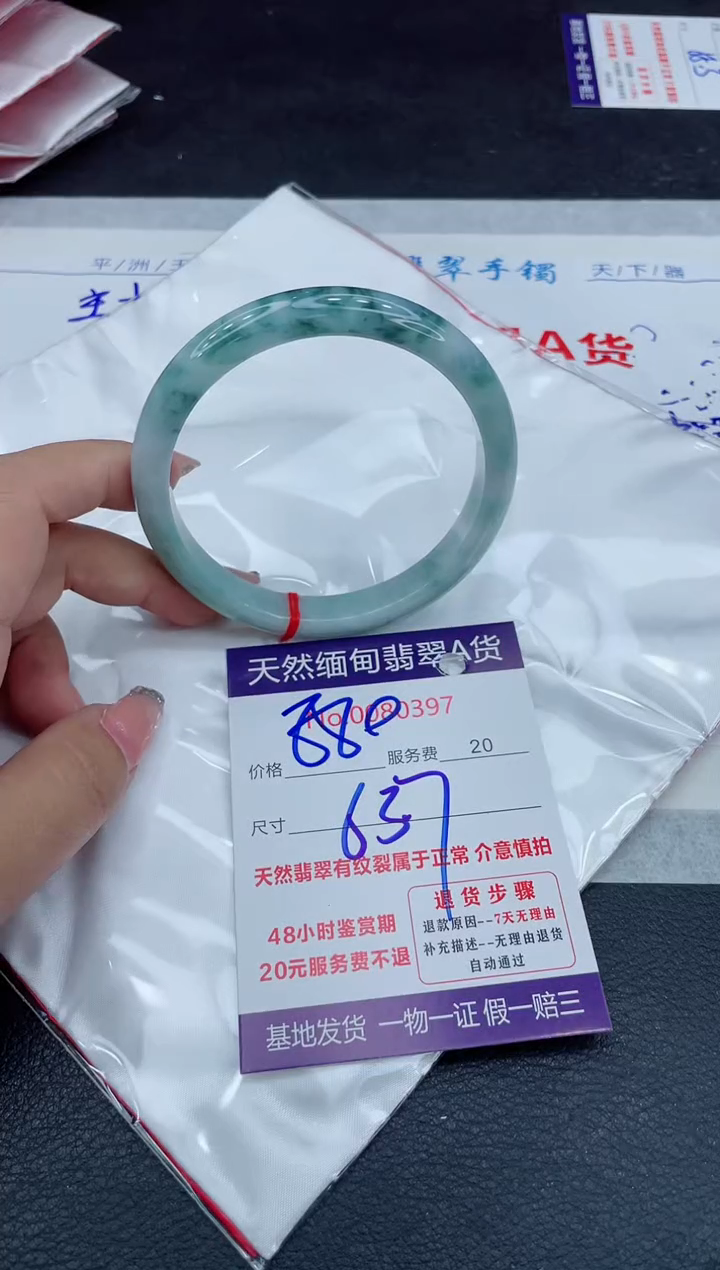 平/洲/玉
翡翠手镯
天/下/器
A货
天然缅甸翡翠A货
No.0080397
价格 880 服务费 20
尺寸
天然翡翠有纹裂属于正常 介意慎拍
48小时鉴赏期
20元服务费不退
退货步骤
退款原因--7天无理由
补充描述--无理由退货
自动通过
基地发货 一物一证 假一赔三